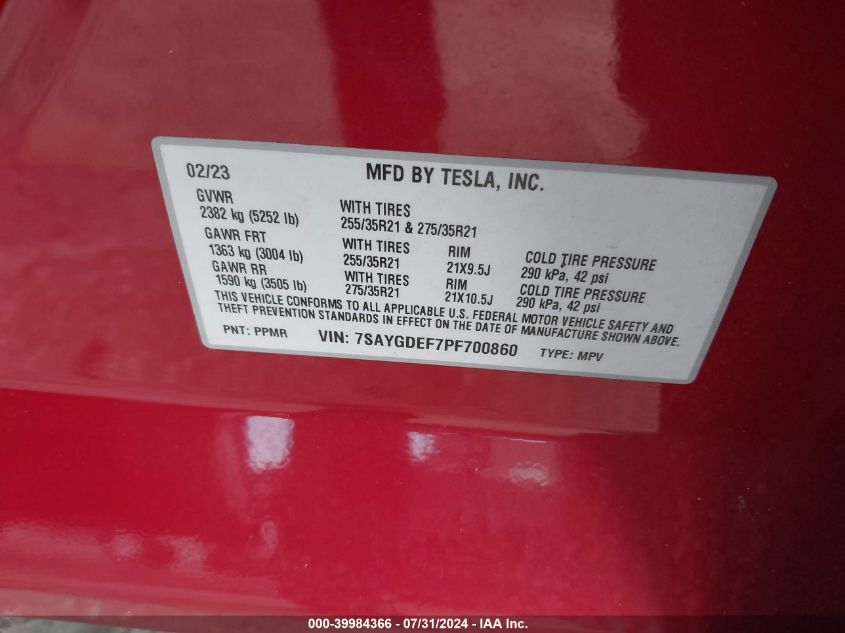 02/23 MFD BY TESLA, INC.
GVWR
2382 kg (5252 lb)
WITH TIRES
255/35R21 & 275/35R21
GAWR FRT
1363 kg (3004 lb)
WITH TIRES
255/35R21
RIM
21X9.5J
COLD TIRE PRESSURE
290 kPa, 42 psi
GAWR RR
1590 kg (3505 lb)
WITH TIRES
275/35R21
RIM
21X10.5J
COLD TIRE PRESSURE
290 kPa, 42 psi
THIS VEHICLE CONFORMS TO ALL APPLICABLE U.S. FEDERAL MOTOR VEHICLE SAFETY AND
THEFT PREVENTION STANDARDS IN EFFECT ON THE DATE OF MANUFACTURE SHOWN ABOVE.
PNT: PPMR VIN: 7SAYGDEF7PF700860 TYPE: MPV
000-39984366 - 07/31/2024 - IAA Inc.